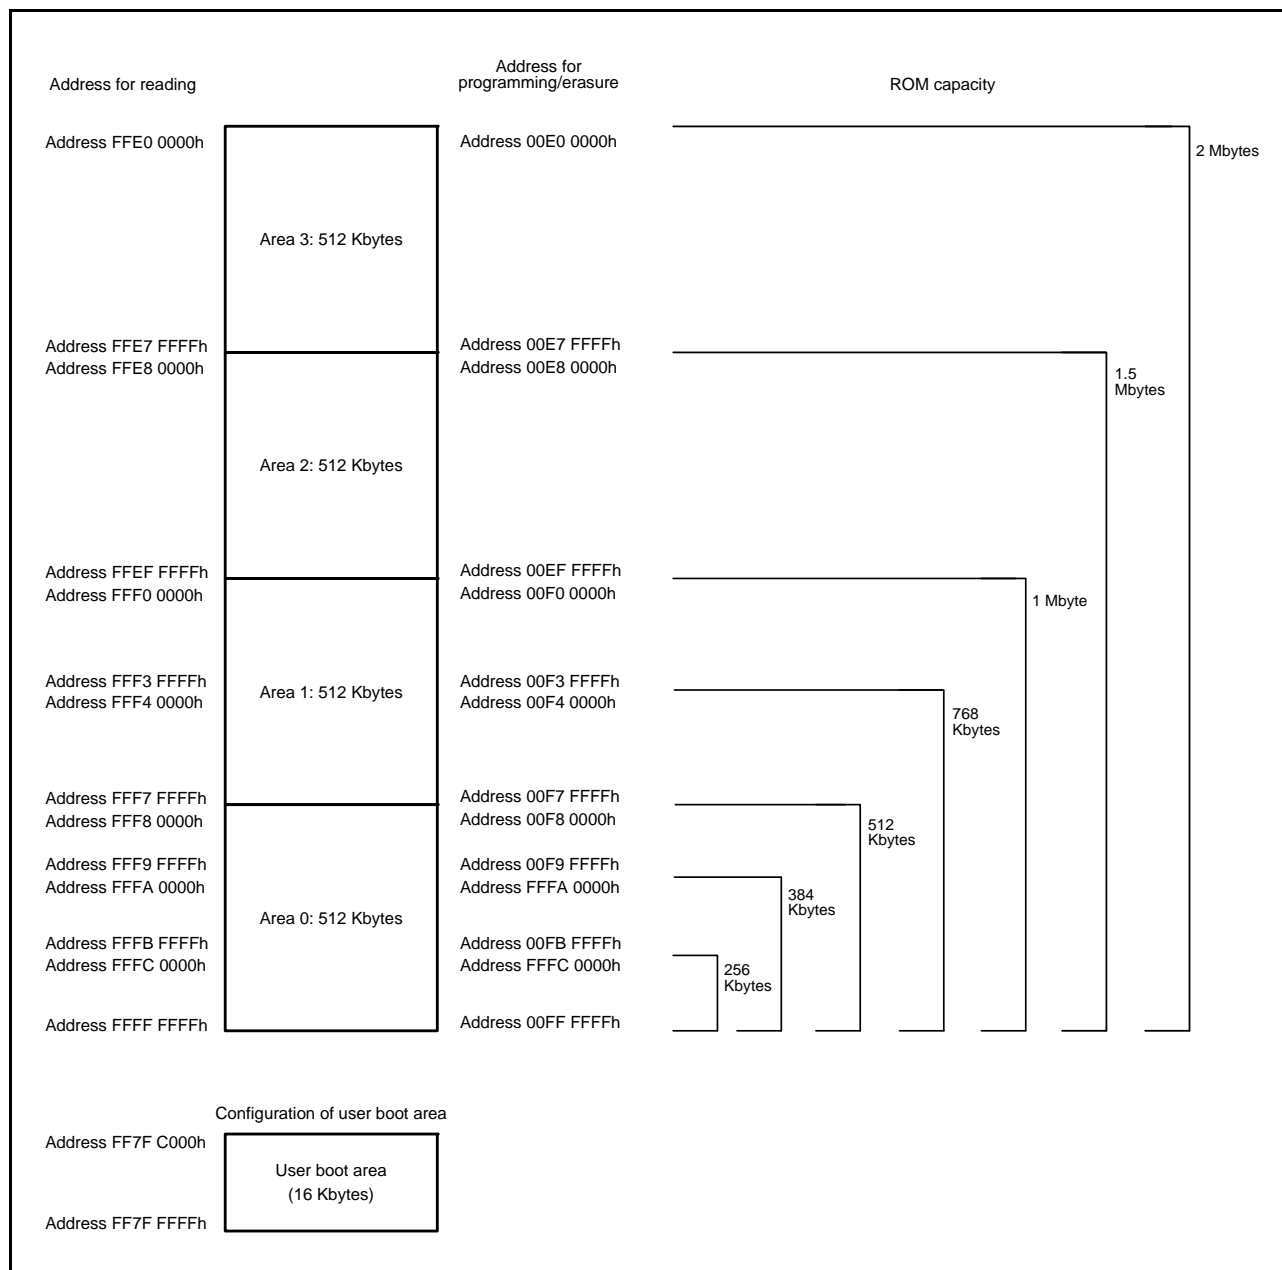 Address for reading
Address for
programming/erasure
ROM capacity
Address FFE0 0000h
Address 00E0 0000h
2 Mbytes
Area 3: 512 Kbytes
Address FFE7 FFFFh
Address 00E7 FFFFh
Address FFE8 0000h
Address 00E8 0000h
1.5
Mbytes
Area 2: 512 Kbytes
Address FFEF FFFFh
Address 00EF FFFFh
Address FFF0 0000h
Address 00F0 0000h
1 Mbyte
Address FFF3 FFFFh
Address 00F3 FFFFh
Area 1: 512 Kbytes
Address FFF4 0000h
Address 00F4 0000h
768
Kbytes
Address FFF7 FFFFh
Address 00F7 FFFFh
Address FFF8 0000h
Address 00F8 0000h
512
Kbytes
Address FFF9 FFFFh
Address 00F9 FFFFh
Address FFFA 0000h
Address FFFA 0000h
384
Kbytes
Area 0: 512 Kbytes
Address FFFB FFFFh
Address 00FB FFFFh
Address FFFC 0000h
Address FFFC 0000h
256
Kbytes
Address FFFF FFFFh
Address 00FF FFFFh
Configuration of user boot area
Address FF7F C000h
User boot area
(16 Kbytes)
Address FF7F FFFFh